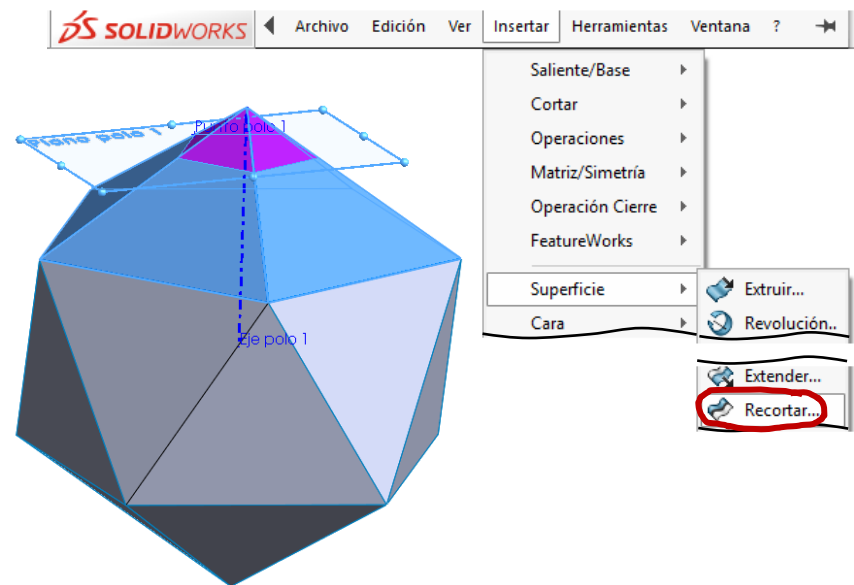 SOLIDWORKS Archivo Edición Ver Insertar Herramientas Ventana ?
Saliente/Base
Cortar
Operaciones
Matriz/Simetría
Operación Cierre
FeatureWorks
Superficie
Cara
Extruir...
Revolución..
Extender...
Recortar...
Plano polo 1
Punto polo 1
Eje polo 1